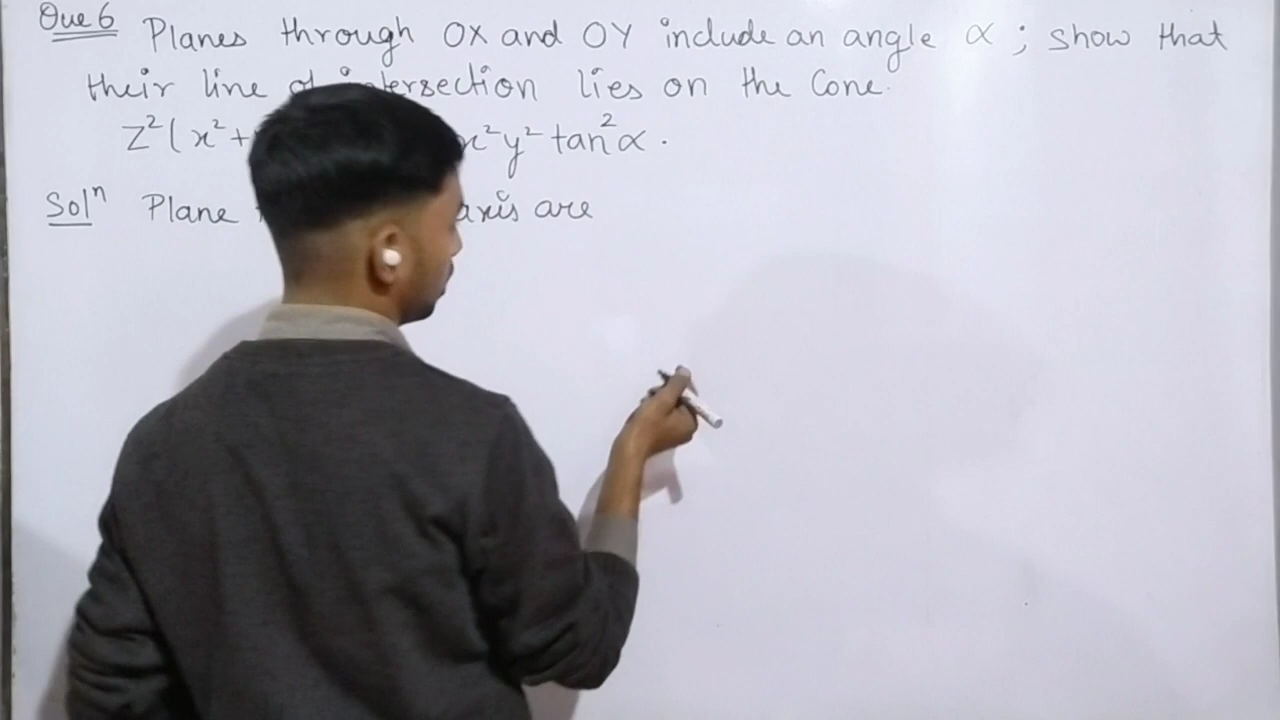 Que 6 Planes through OX and OY include an angle α ; show that
their line intersection lies on the Cone.
Z²(x²+ x²y² tan²α .
Solⁿ Plane axis are